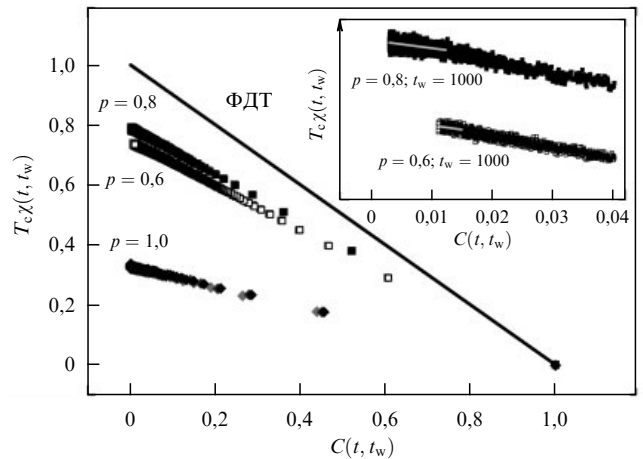 1,0
0,8
0,6
0,4
0,2
0
T_c χ(t, t_w)
p = 0,8
p = 0,6
p = 1,0
ФДТ
0
0,2
0,4
0,6
0,8
1,0
C(t, t_w)
T_c χ(t, t_w)
p = 0,8; t_w = 1000
p = 0,6; t_w = 1000
0
0,01
0,02
0,03
0,04
C(t, t_w)